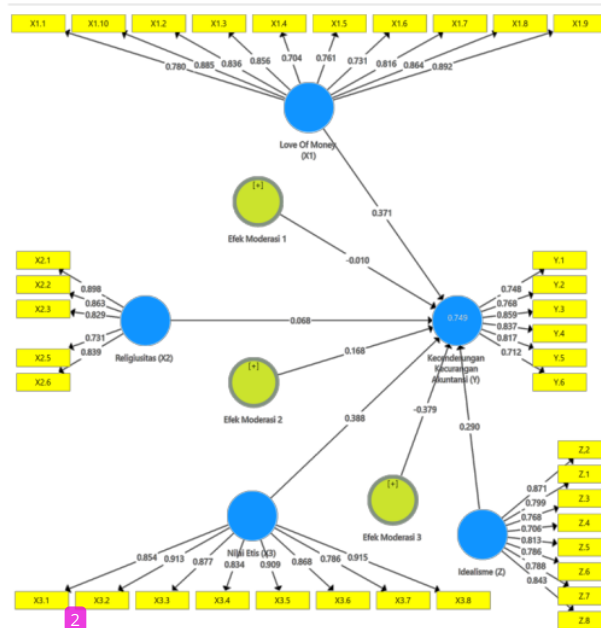 X1.1 X1.10 X1.2 X1.3 X1.4 X1.5 X1.6 X1.7 X1.8 X1.9
0.780 0.885 0.836 0.856 0.704 0.761 0.731 0.816 0.864 0.892
Love Of Money
(X1)
[+]
Efek Moderasi 1
0.371
-0.010
X2.1
X2.2
X2.3
X2.5
X2.6
0.898
0.863
0.829
0.731
0.839
Religiusitas (X2)
0.068
0.749
Kecenderungan
Kecurangan
Akuntansi (Y)
0.748
0.768
0.859
0.837
0.817
0.712
Y.1
Y.2
Y.3
Y.4
Y.5
Y.6
[+]
Efek Moderasi 2
0.168
0.388
-0.379
0.290
[+]
Efek Moderasi 3
Nilai Etis (X3)
0.854 0.913 0.877 0.834 0.909 0.868 0.786 0.915
X3.1 X3.2 X3.3 X3.4 X3.5 X3.6 X3.7 X3.8
2
Idealisme (Z)
0.871
0.799
0.768
0.706
0.813
0.786
0.788
0.843
Z,2
Z.1
Z.3
Z.4
Z.5
Z.6
Z.7
Z.8